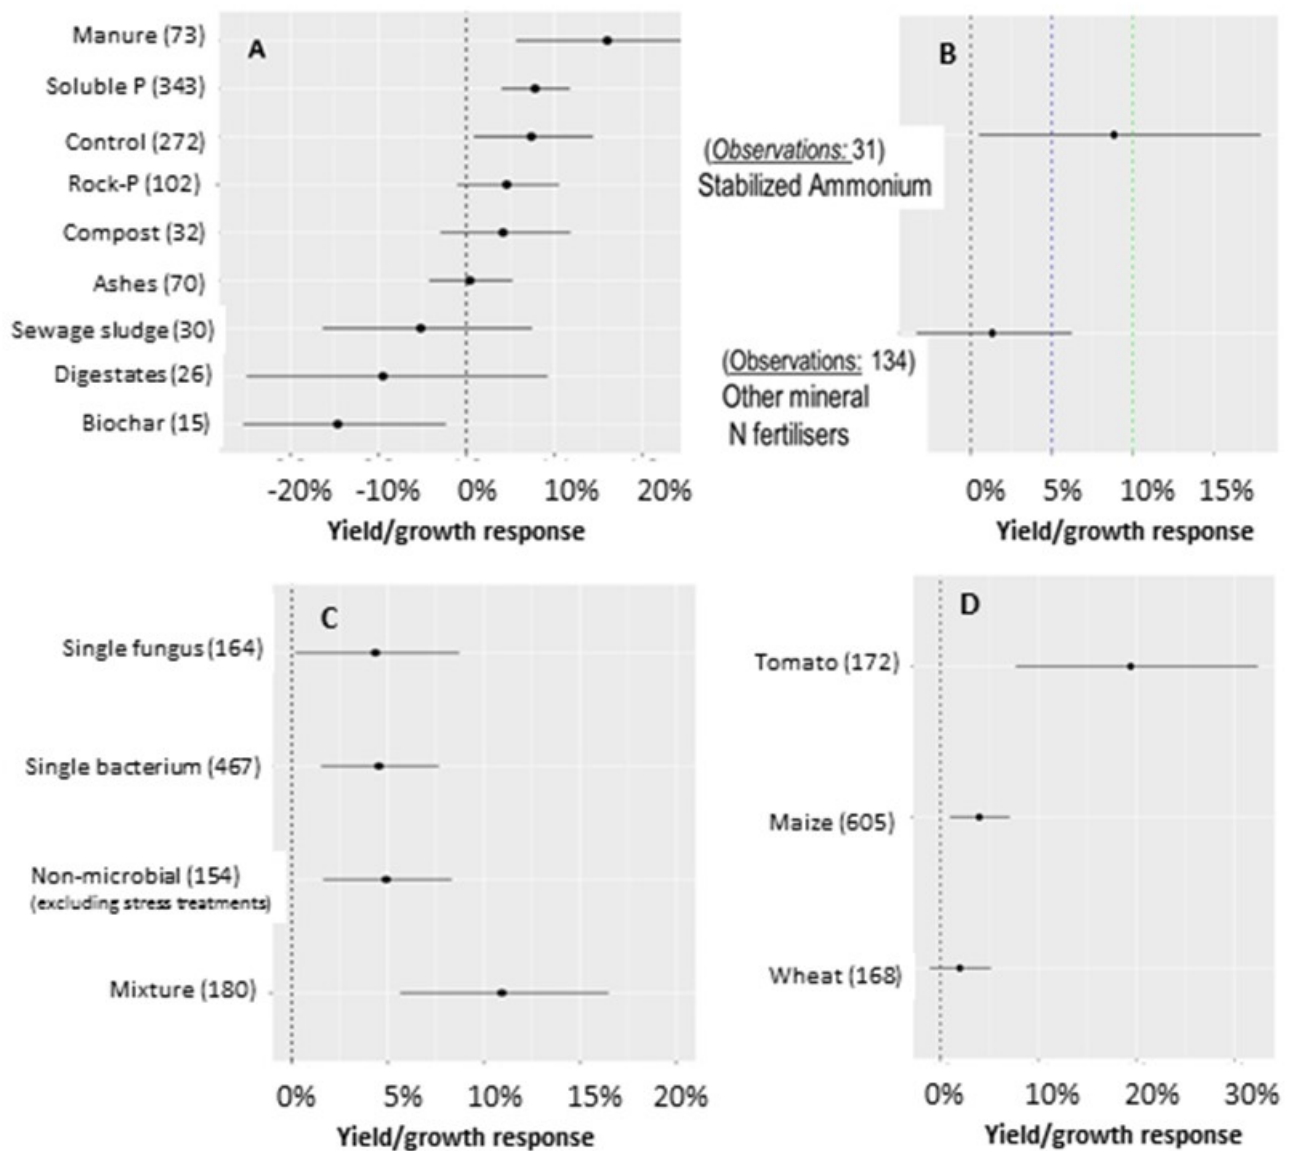 A
Manure (73)
Soluble P (343)
Control (272)
Rock-P (102)
Compost (32)
Ashes (70)
Sewage sludge (30)
Digestates (26)
Biochar (15)
-20% -10% 0% 10% 20%
Yield/growth response
B
(Observations: 31)
Stabilized Ammonium
(Observations: 134)
Other mineral
N fertilisers
0% 5% 10% 15%
Yield/growth response
C
Single fungus (164)
Single bacterium (467)
Non-microbial (154)
(excluding stress treatments)
Mixture (180)
0% 5% 10% 15% 20%
Yield/growth response
D
Tomato (172)
Maize (605)
Wheat (168)
0% 10% 20% 30%
Yield/growth response